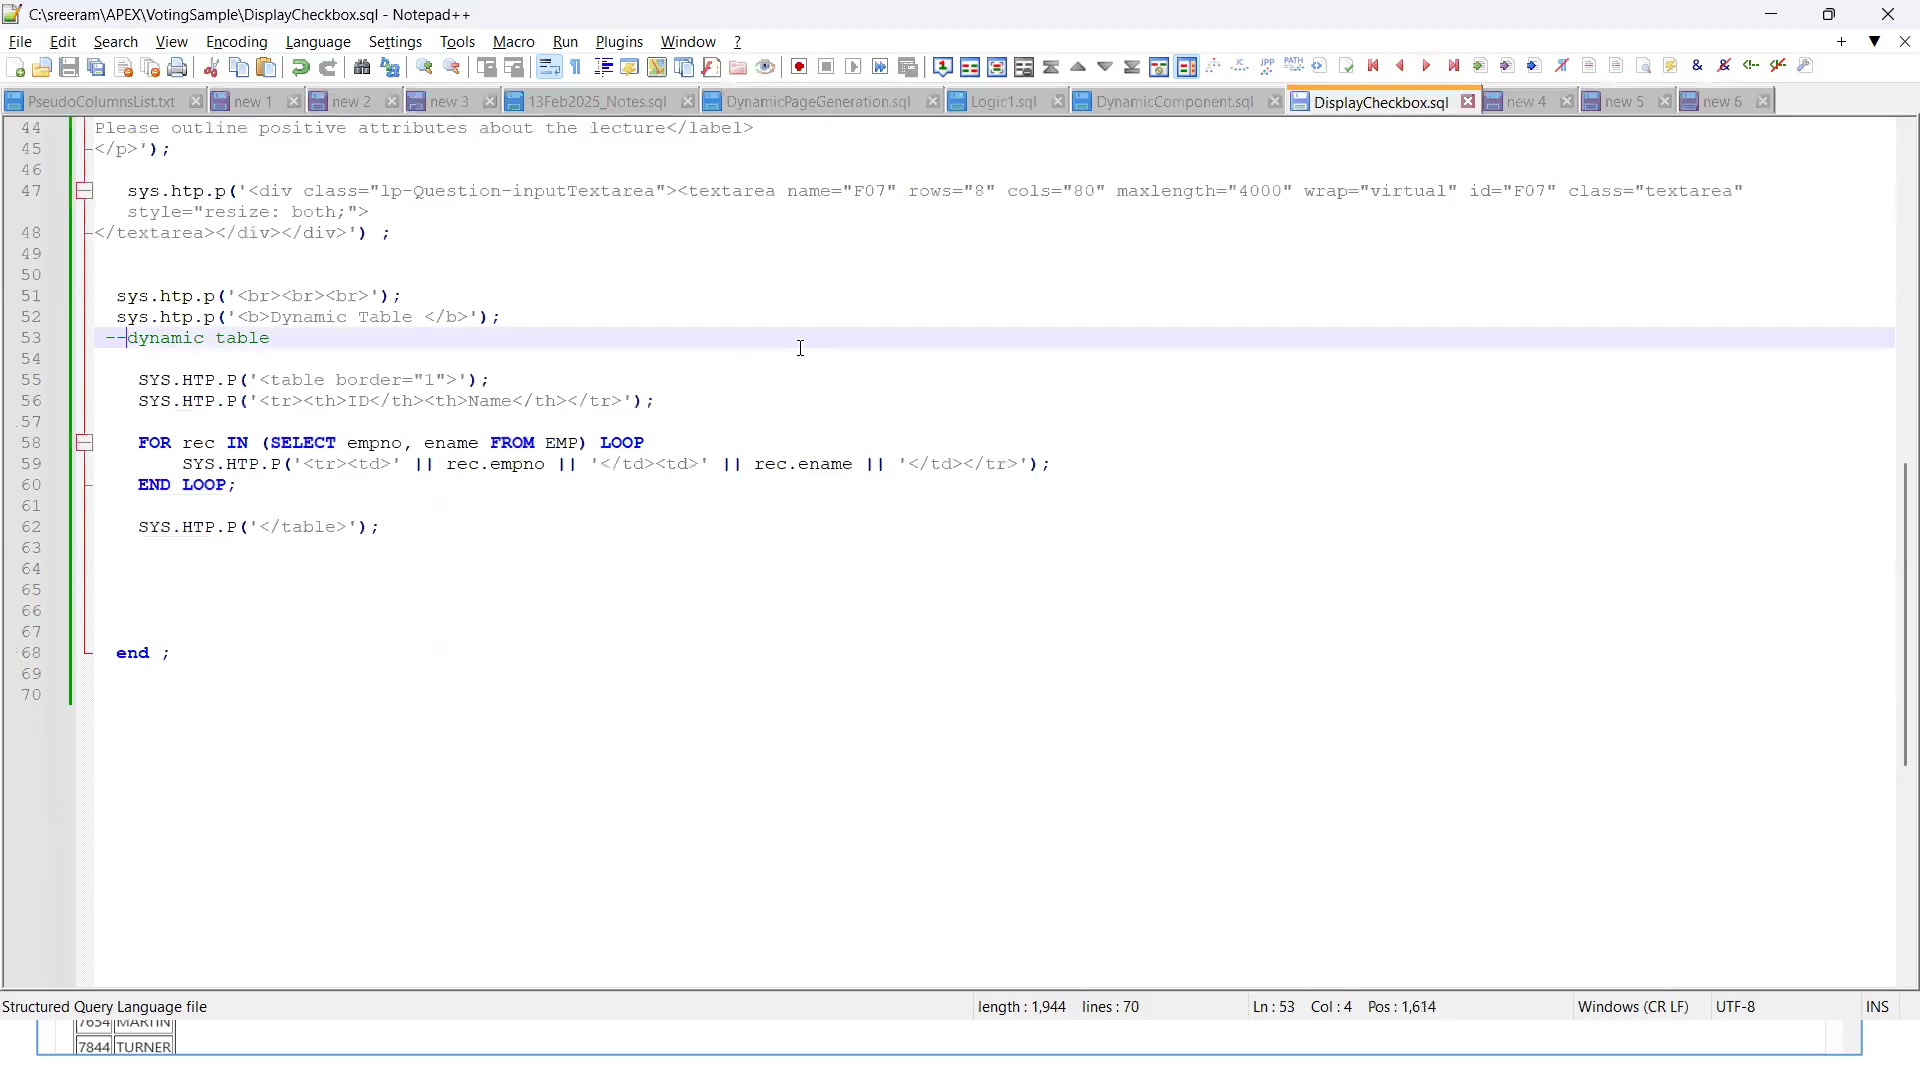 C:\sreeram\APEX\VotingSample\DisplayCheckbox.sql - Notepad++
File Edit Search View Encoding Language Settings Tools Macro Run Plugins Window ?
PseudoColumnsList.txt new 1 new 2 new 3 13Feb2025_Notes.sql DynamicPageGeneration.sql Logic1.sql DynamicComponent.sql DisplayCheckbox.sql new 4 new 5 new 6
44 Please outline positive attributes about the lecture</label>
45 </p>');
46
47 sys.htp.p('<div class="lp-Question-inputTextarea"><textarea name="F07" rows="8" cols="80" maxlength="4000" wrap="virtual" id="F07" class="textarea"
style="resize: both;">
48 </textarea></div></div>') ;
49
50
51 sys.htp.p('<br><br><br>');
52 sys.htp.p('<b>Dynamic Table </b>');
53 --dynamic table
54
55 SYS.HTP.P('<table border="1">');
56 SYS.HTP.P('<tr><th>ID</th><th>Name</th></tr>');
57
58 FOR rec IN (SELECT empno, ename FROM EMP) LOOP
59 SYS.HTP.P('<tr><td>' || rec.empno || '</td><td>' || rec.ename || '</td></tr>');
60 END LOOP;
61
62 SYS.HTP.P('</table>');
63
64
65
66
67
68 end ;
69
70
Structured Query Language file length : 1,944 lines : 70 Ln : 53 Col : 4 Pos : 1,614 Windows (CR LF) UTF-8 INS
7654 MARTIN
7844 TURNER